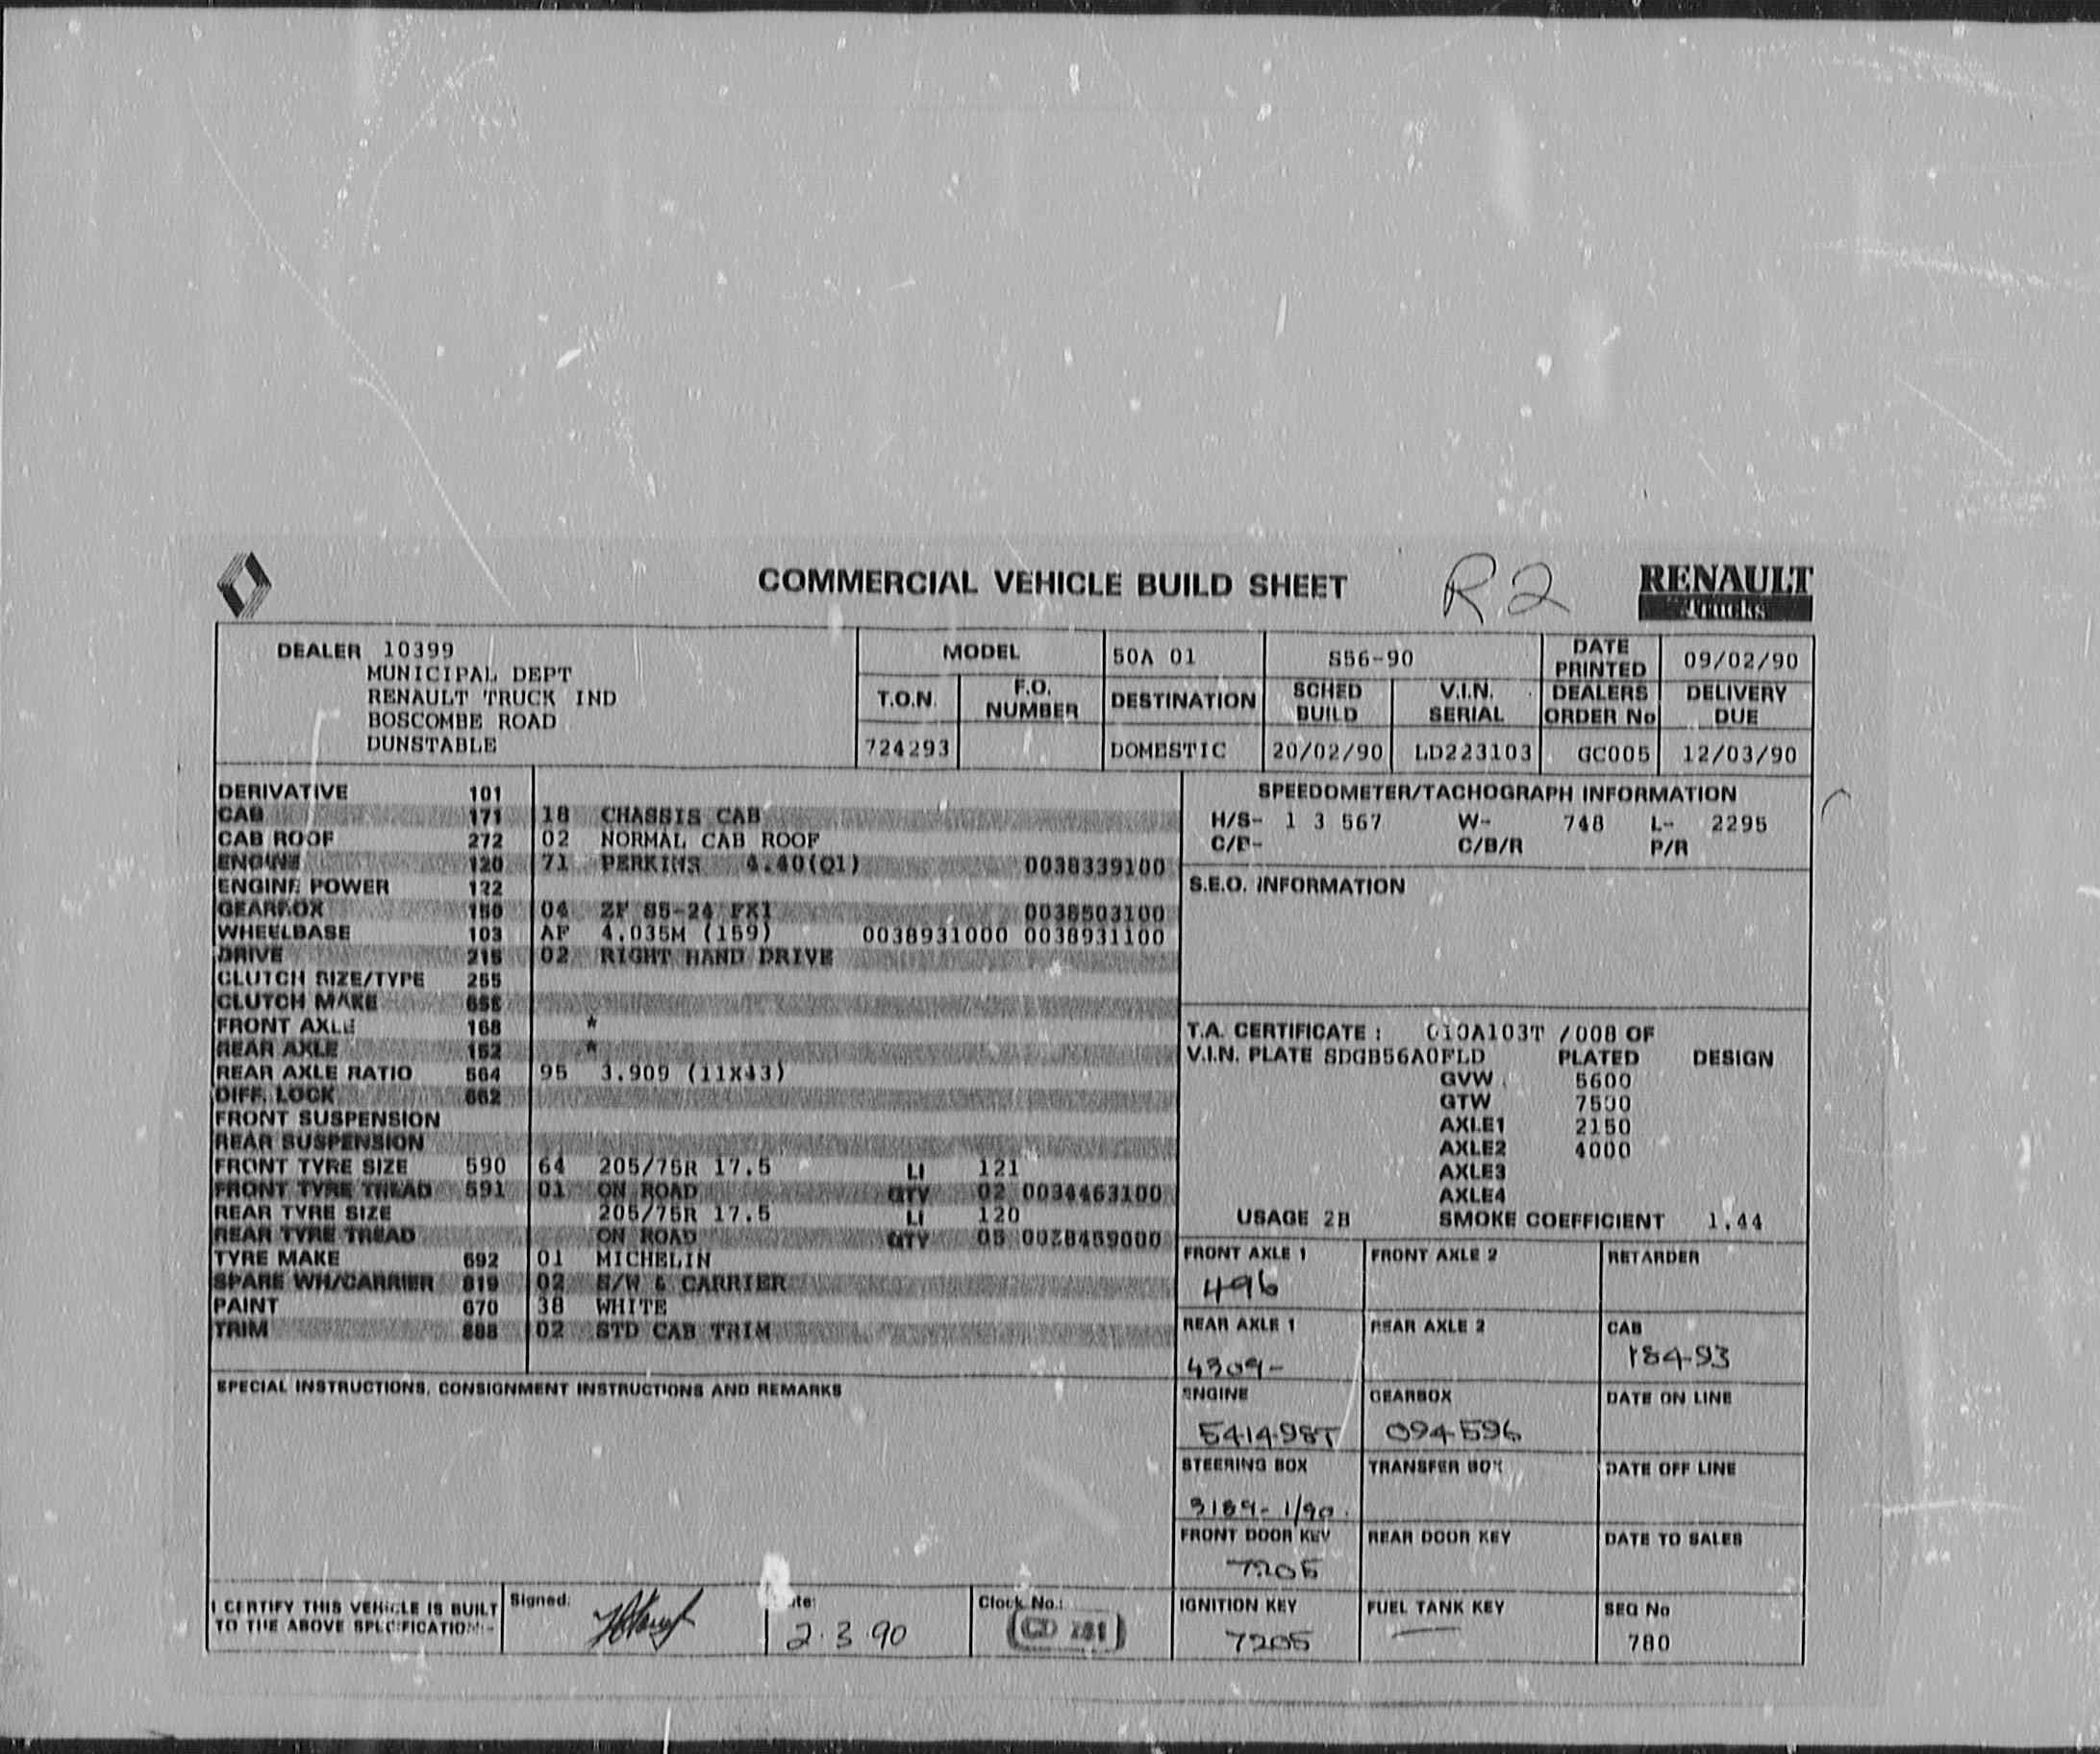 COMMERCIAL VEHICLE BUILD SHEET R2 RENAULT
Trucks
DEALER 10399
MUNICIPAL DEPT
RENAULT TRUCK IND
BOSCOMBE ROAD
DUNSTABLE
MODEL 50A 01 S56-90 DATE PRINTED 09/02/90
T.O.N. F.O. NUMBER DESTINATION SCHED BUILD V.I.N. SERIAL DEALERS ORDER No DELIVERY DUE
724293 DOMESTIC 20/02/90 LD223103 GC005 12/03/90
DERIVATIVE 101
CAB 171 18 CHASSIS CAB
CAB ROOF 272 02 NORMAL CAB ROOF
ENGINE 120 71 PERKINS 4.40(Q1) 0038339100
ENGINE POWER 122
GEARBOX 150 04 ZF S5-24 FX1 0038503100
WHEELBASE 103 AF 4.035M (159) 0038931000 0038931100
DRIVE 215 02 RIGHT HAND DRIVE
CLUTCH SIZE/TYPE 255
CLUTCH MAKE
FRONT AXLE 168 *
REAR AXLE 152 *
REAR AXLE RATIO 564 95 3.909 (11X43)
DIFF. LOCK 662
FRONT SUSPENSION
REAR SUSPENSION
FRONT TYRE SIZE 590 64 205/75R 17.5 LI 121
FRONT TYRE TREAD 591 01 ON ROAD QTY 02 0034463100
REAR TYRE SIZE 205/75R 17.5 LI 120
REAR TYRE TREAD ON ROAD QTY 05 0028459000
TYRE MAKE 692 01 MICHELIN
SPARE WH/CARRIER 819 02 S/W & CARRIER
PAINT 670 38 WHITE
TRIM 888 02 STD CAB TRIM
SPECIAL INSTRUCTIONS, CONSIGNMENT INSTRUCTIONS AND REMARKS
SPEEDOMETER/TACHOGRAPH INFORMATION
H/S- 1 3 567 W- 748 L- 2295
C/B/R P/R
S.E.O. INFORMATION
T.A. CERTIFICATE : 010A103T /008 OF
V.I.N. PLATE SDGB56A0FLD PLATED DESIGN
GVW 5600
GTW 7500
AXLE1 2150
AXLE2 4000
AXLE3
AXLE4
USAGE 2B SMOKE COEFFICIENT 1.44
FRONT AXLE 1 FRONT AXLE 2 RETARDER
496
REAR AXLE 1 REAR AXLE 2 CAB
4309- 18493
ENGINE GEARBOX DATE ON LINE
541498T 094596
STEERING BOX TRANSFER BOX DATE OFF LINE
3189-1/90.
FRONT DOOR KEY REAR DOOR KEY DATE TO SALES
7205
IGNITION KEY FUEL TANK KEY SEQ No
7205 — 780
I CERTIFY THIS VEHICLE IS BUILT
TO THE ABOVE SPECIFICATION:-
Signed:
2.3.90
Clock No.: